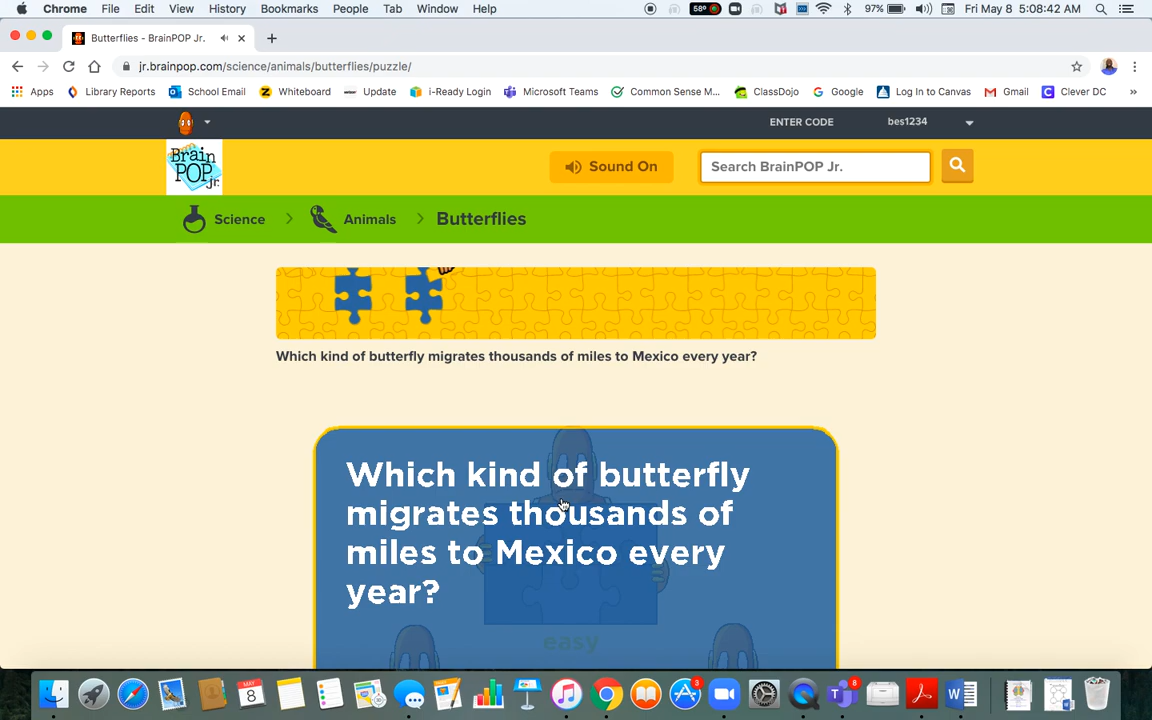 Chrome File Edit View History Bookmarks People Tab Window Help 58° 97% Fri May 8 5:08:42 AM
Butterflies - BrainPOP Jr.
jr.brainpop.com/science/animals/butterflies/puzzle/
Apps Library Reports School Email Whiteboard Update i-Ready Login Microsoft Teams Common Sense M... ClassDojo Google Log In to Canvas Gmail Clever DC »
ENTER CODE bes1234
Brain POP Jr. Sound On Search BrainPOP Jr.
Science Animals Butterflies
Which kind of butterfly migrates thousands of miles to Mexico every year?
Which kind of butterfly
migrates thousands of
miles to Mexico every
year?
easy
MAY 8 3 8 W